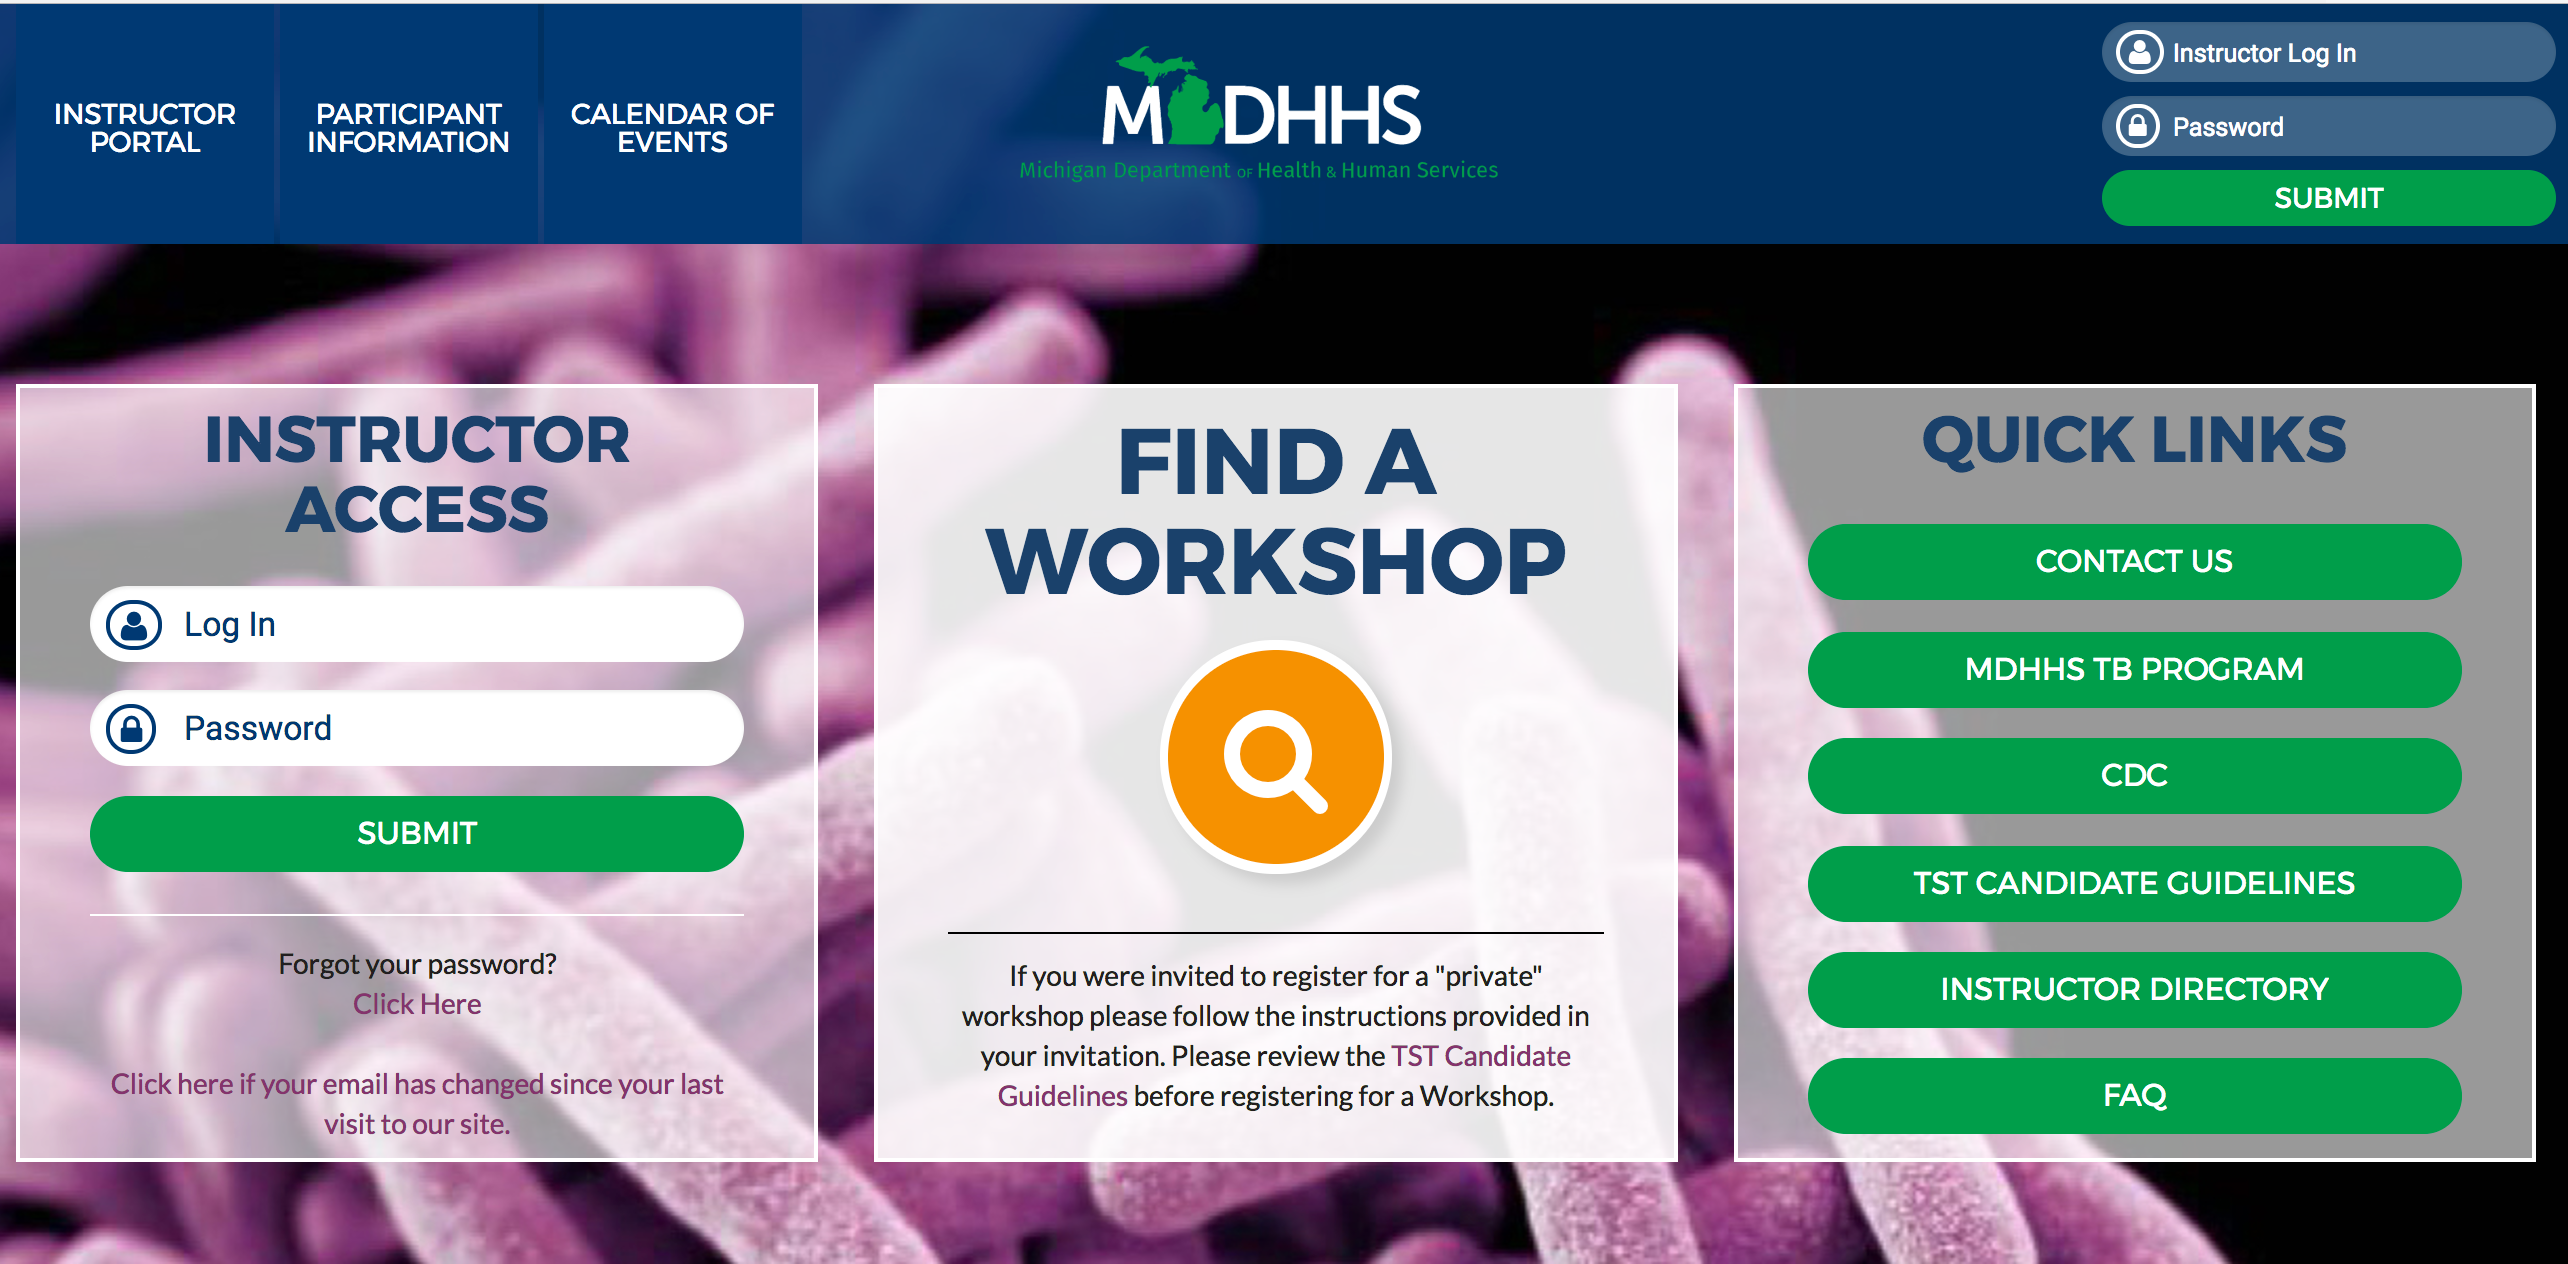 INSTRUCTOR
PORTAL
PARTICIPANT
INFORMATION
CALENDAR OF
EVENTS
M DHHS
Michigan Department OF Health & Human Services
Instructor Log In
Password
SUBMIT
INSTRUCTOR
ACCESS
Log In
Password
SUBMIT
Forgot your password?
Click Here
Click here if your email has changed since your last
visit to our site.
FIND A
WORKSHOP
If you were invited to register for a "private"
workshop please follow the instructions provided in
your invitation. Please review the TST Candidate
Guidelines before registering for a Workshop.
QUICK LINKS
CONTACT US
MDHHS TB PROGRAM
CDC
TST CANDIDATE GUIDELINES
INSTRUCTOR DIRECTORY
FAQ